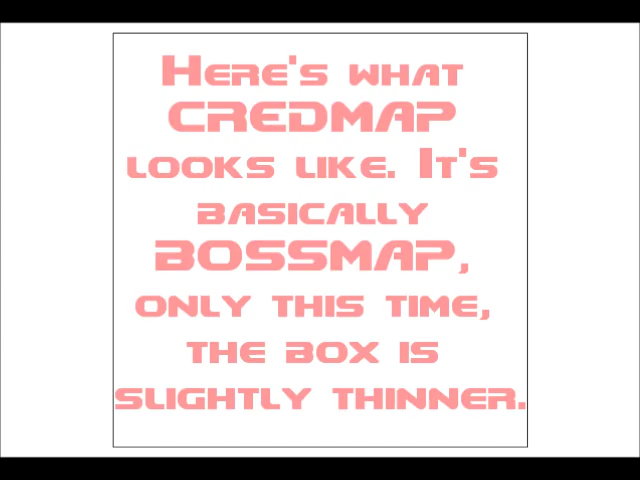 Here's what
CREDMAP
looks like. It's
basically
BOSSMAP,
only this time,
the box is
slightly thinner.